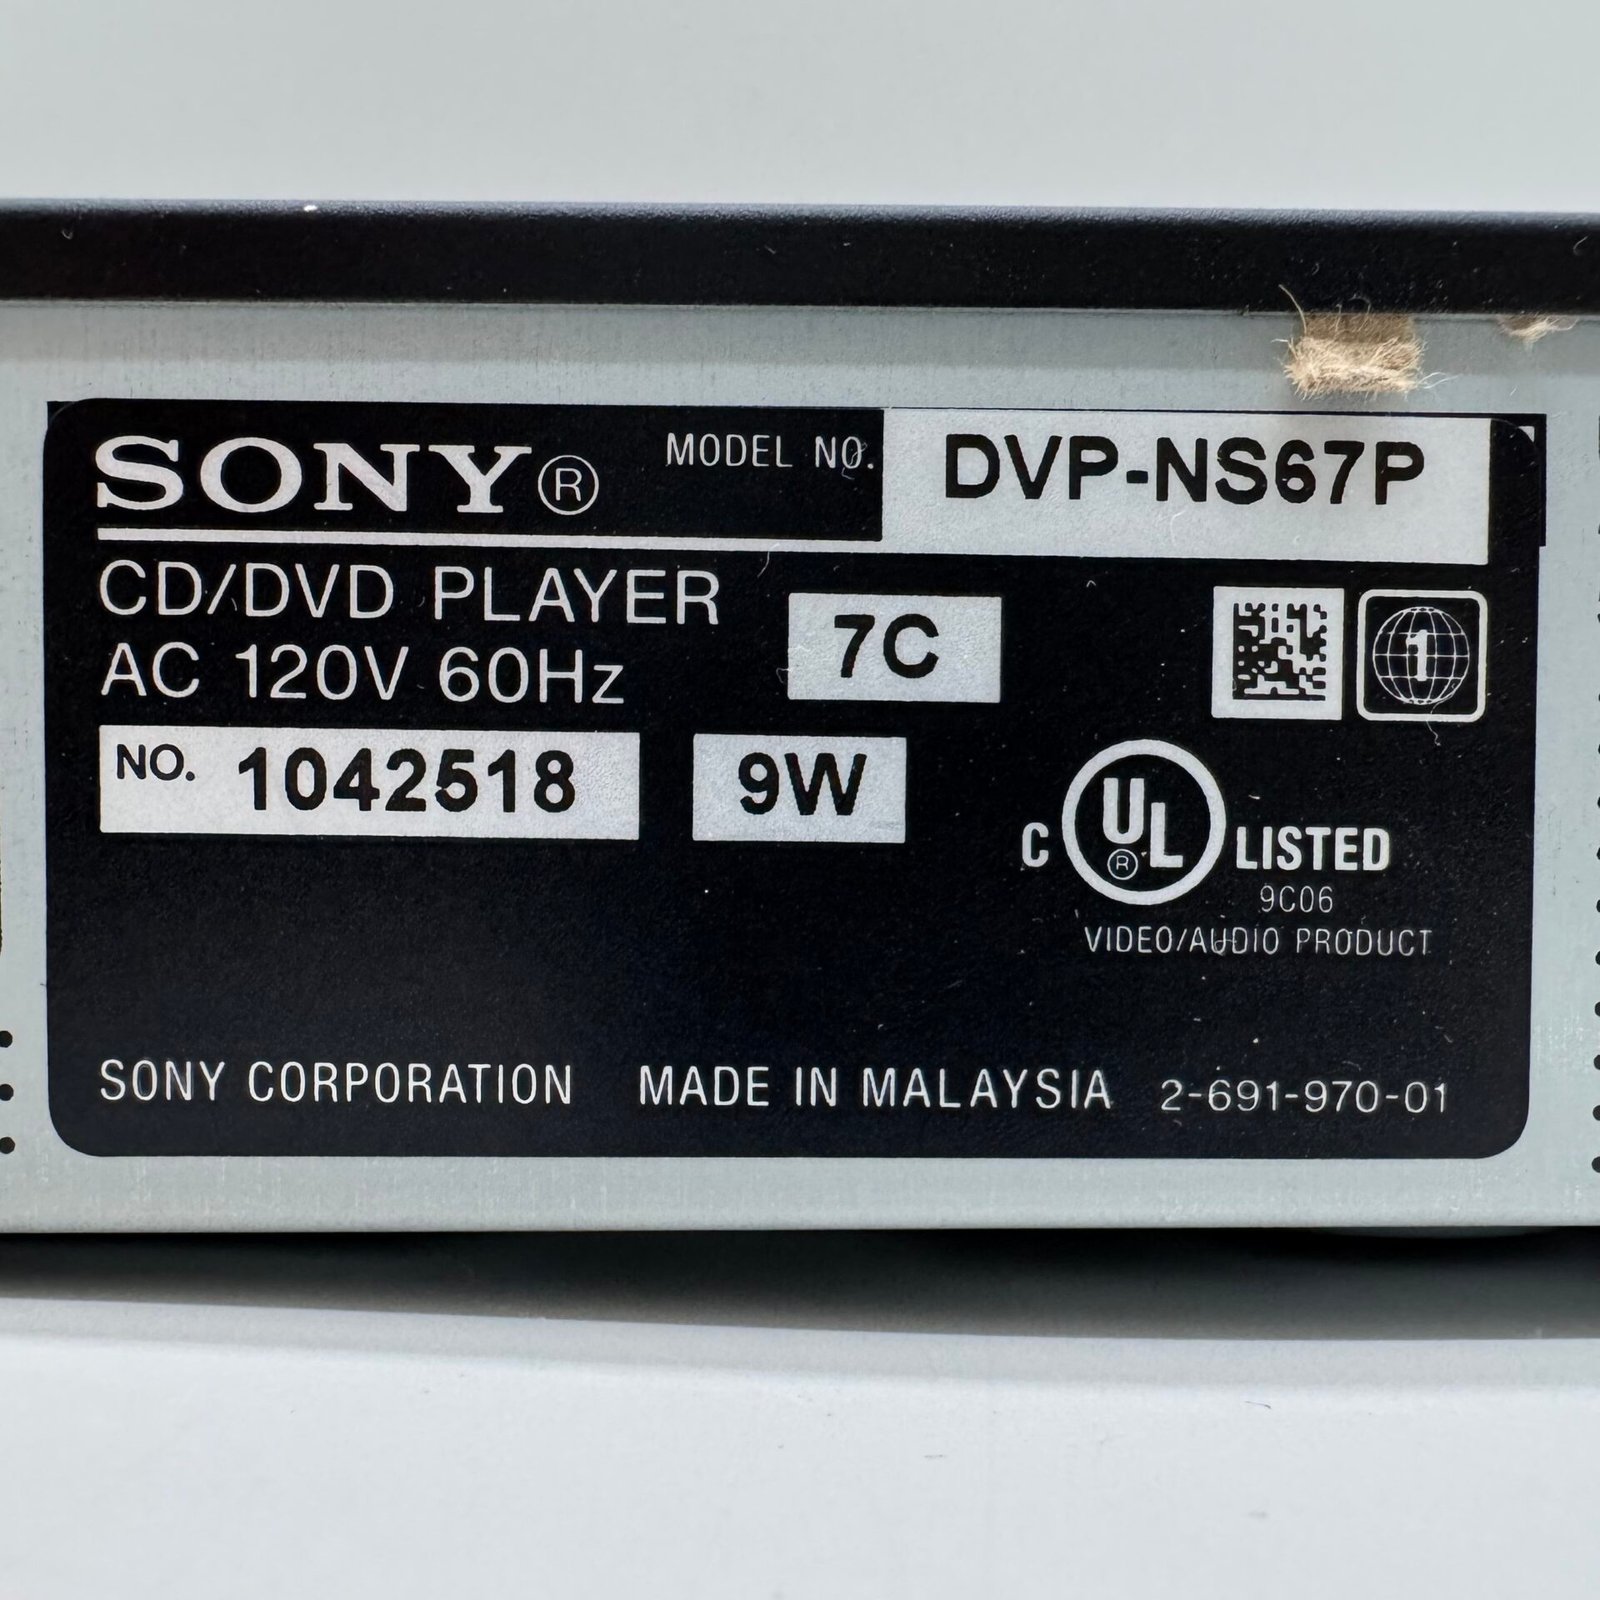 SONY® MODEL NO. DVP-NS67P
CD/DVD PLAYER
AC 120V 60Hz
7C
1
NO. 1042518
9W
C UL® LISTED
9C06
VIDEO/AUDIO PRODUCT
SONY CORPORATION MADE IN MALAYSIA 2-691-970-01